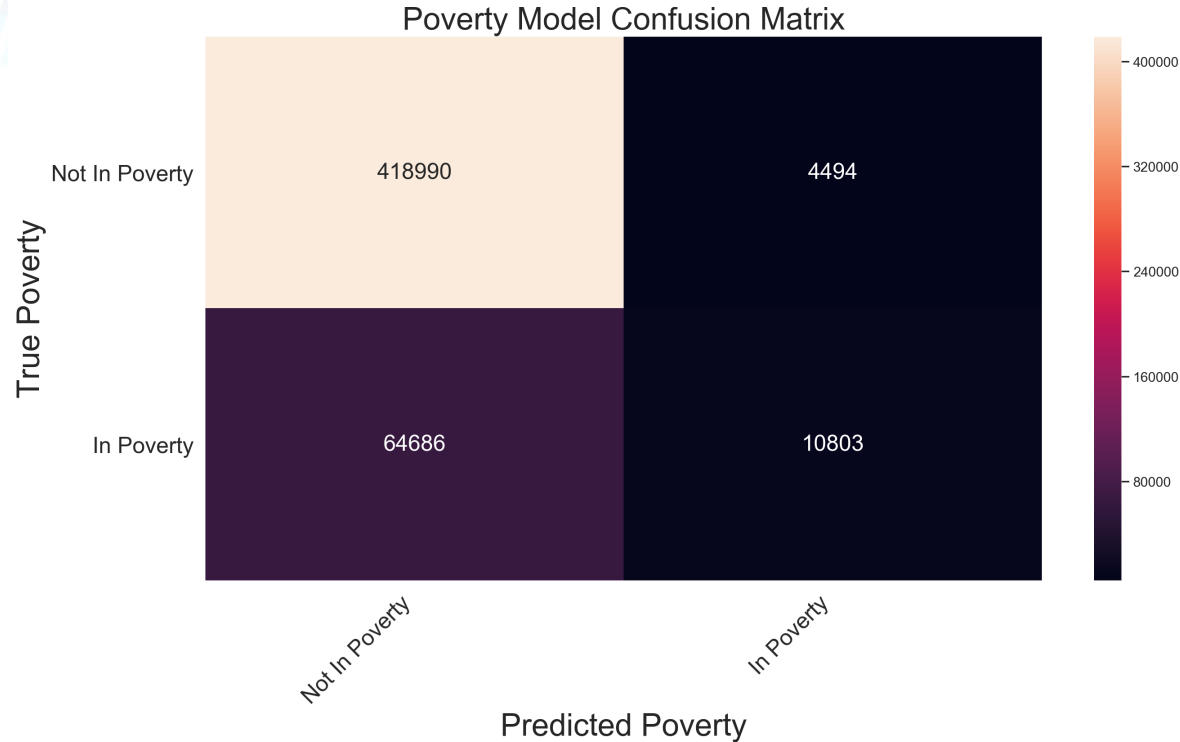 Poverty Model Confusion Matrix
True Poverty
Not In Poverty
418990
4494
In Poverty
64686
10803
Not In Poverty
In Poverty
Predicted Poverty
400000
320000
240000
160000
80000